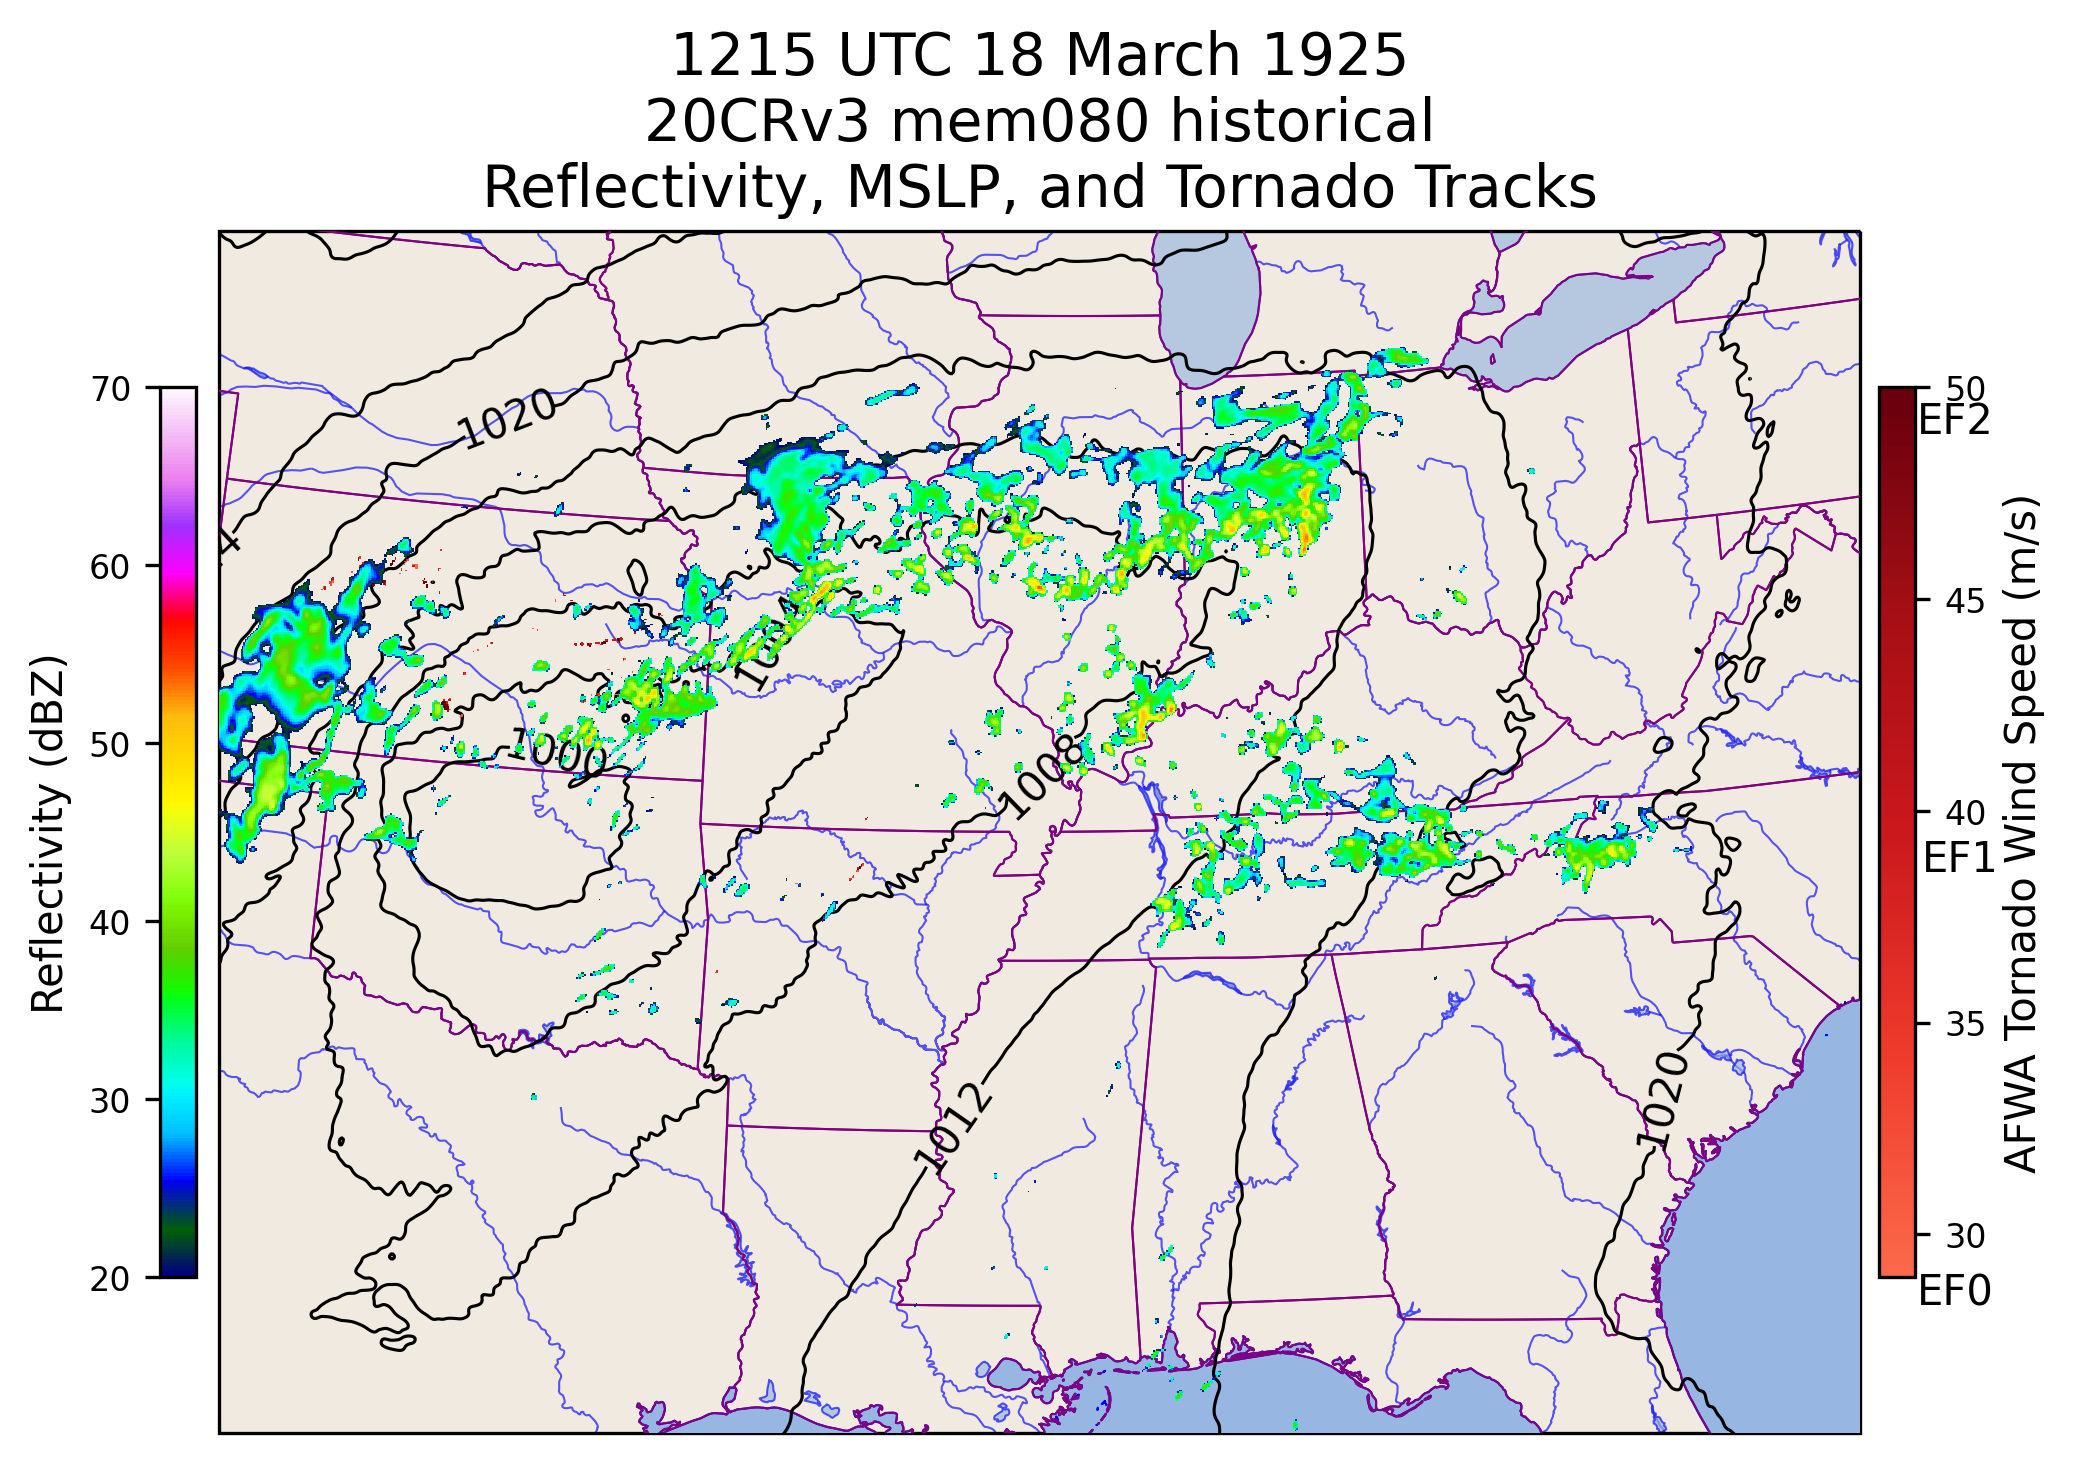 1215 UTC 18 March 1925
20CRv3 mem080 historical
Reflectivity, MSLP, and Tornado Tracks
Reflectivity (dBZ)
70
60
50
40
30
20
1020
1000
1008
1012
1020
50
EF2
45
40
EF1
35
30
EF0
AFWA Tornado Wind Speed (m/s)